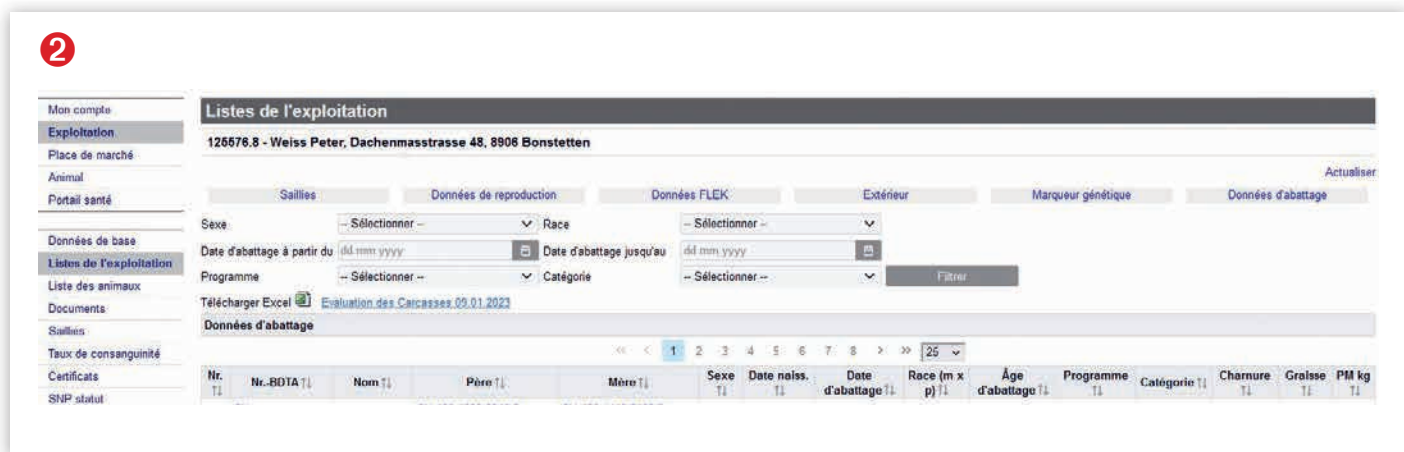 2
Mon compte
Exploitation
Place de marché
Animal
Portail santé
Données de base
Listes de l'exploitation
Liste des animaux
Documents
Saillies
Taux de consanguinité
Certificats
SNP statut
Listes de l'exploitation
125576.8 - Weiss Peter, Dachenmasstrasse 48, 8906 Bonstetten
Actualiser
Saillies Données de reproduction Données FLEK Extérieur Marqueur génétique Données d'abattage
Sexe -- Sélectionner -- Race -- Sélectionner --
Date d'abattage à partir du dd mm yyyy Date d'abattage jusqu'au dd mm yyyy
Programme -- Sélectionner -- Catégorie -- Sélectionner -- Filtrer
Télécharger Excel Evaluation des Carcasses 09.01.2023
Données d'abattage
<< < 1 2 3 4 5 6 7 8 > >> 25
Nr. Nr.-BDTA Nom Père Mère Sexe Date naiss. Date d'abattage Race (m x p) Âge d'abattage Programme Catégorie Charnure Graisse PM kg